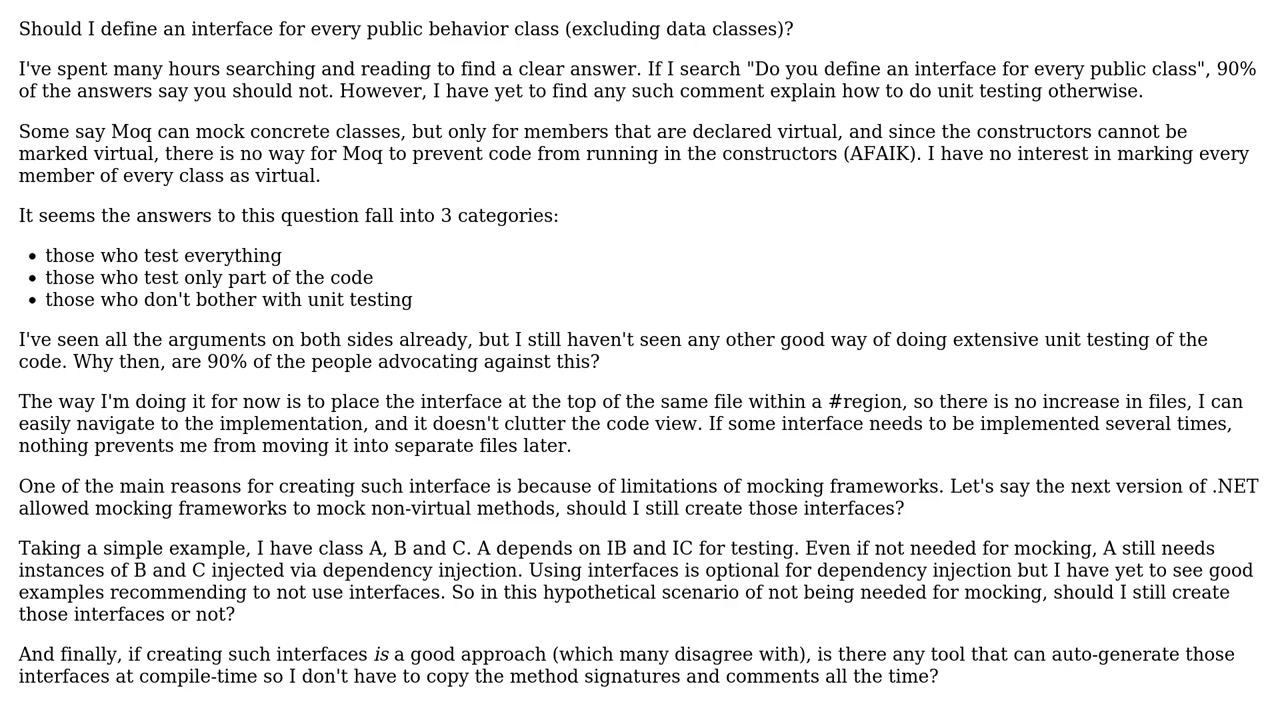 Should I define an interface for every public behavior class (excluding data classes)?
I've spent many hours searching and reading to find a clear answer. If I search "Do you define an interface for every public class", 90%
of the answers say you should not. However, I have yet to find any such comment explain how to do unit testing otherwise.
Some say Moq can mock concrete classes, but only for members that are declared virtual, and since the constructors cannot be
marked virtual, there is no way for Moq to prevent code from running in the constructors (AFAIK). I have no interest in marking every
member of every class as virtual.
It seems the answers to this question fall into 3 categories:
• those who test everything
• those who test only part of the code
• those who don't bother with unit testing
I've seen all the arguments on both sides already, but I still haven't seen any other good way of doing extensive unit testing of the
code. Why then, are 90% of the people advocating against this?
The way I'm doing it for now is to place the interface at the top of the same file within a #region, so there is no increase in files, I can
easily navigate to the implementation, and it doesn't clutter the code view. If some interface needs to be implemented several times,
nothing prevents me from moving it into separate files later.
One of the main reasons for creating such interface is because of limitations of mocking frameworks. Let's say the next version of .NET
allowed mocking frameworks to mock non-virtual methods, should I still create those interfaces?
Taking a simple example, I have class A, B and C. A depends on IB and IC for testing. Even if not needed for mocking, A still needs
instances of B and C injected via dependency injection. Using interfaces is optional for dependency injection but I have yet to see good
examples recommending to not use interfaces. So in this hypothetical scenario of not being needed for mocking, should I still create
those interfaces or not?
And finally, if creating such interfaces is a good approach (which many disagree with), is there any tool that can auto-generate those
interfaces at compile-time so I don't have to copy the method signatures and comments all the time?